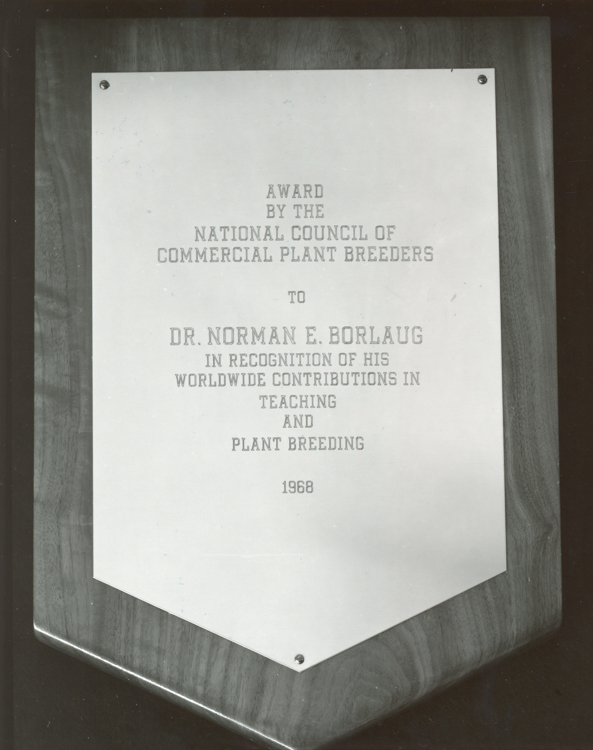 AWARD
BY THE
NATIONAL COUNCIL OF
COMMERCIAL PLANT BREEDERS
TO
DR. NORMAN E. BORLAUG
IN RECOGNITION OF HIS
WORLDWIDE CONTRIBUTIONS IN
TEACHING
AND
PLANT BREEDING
1968